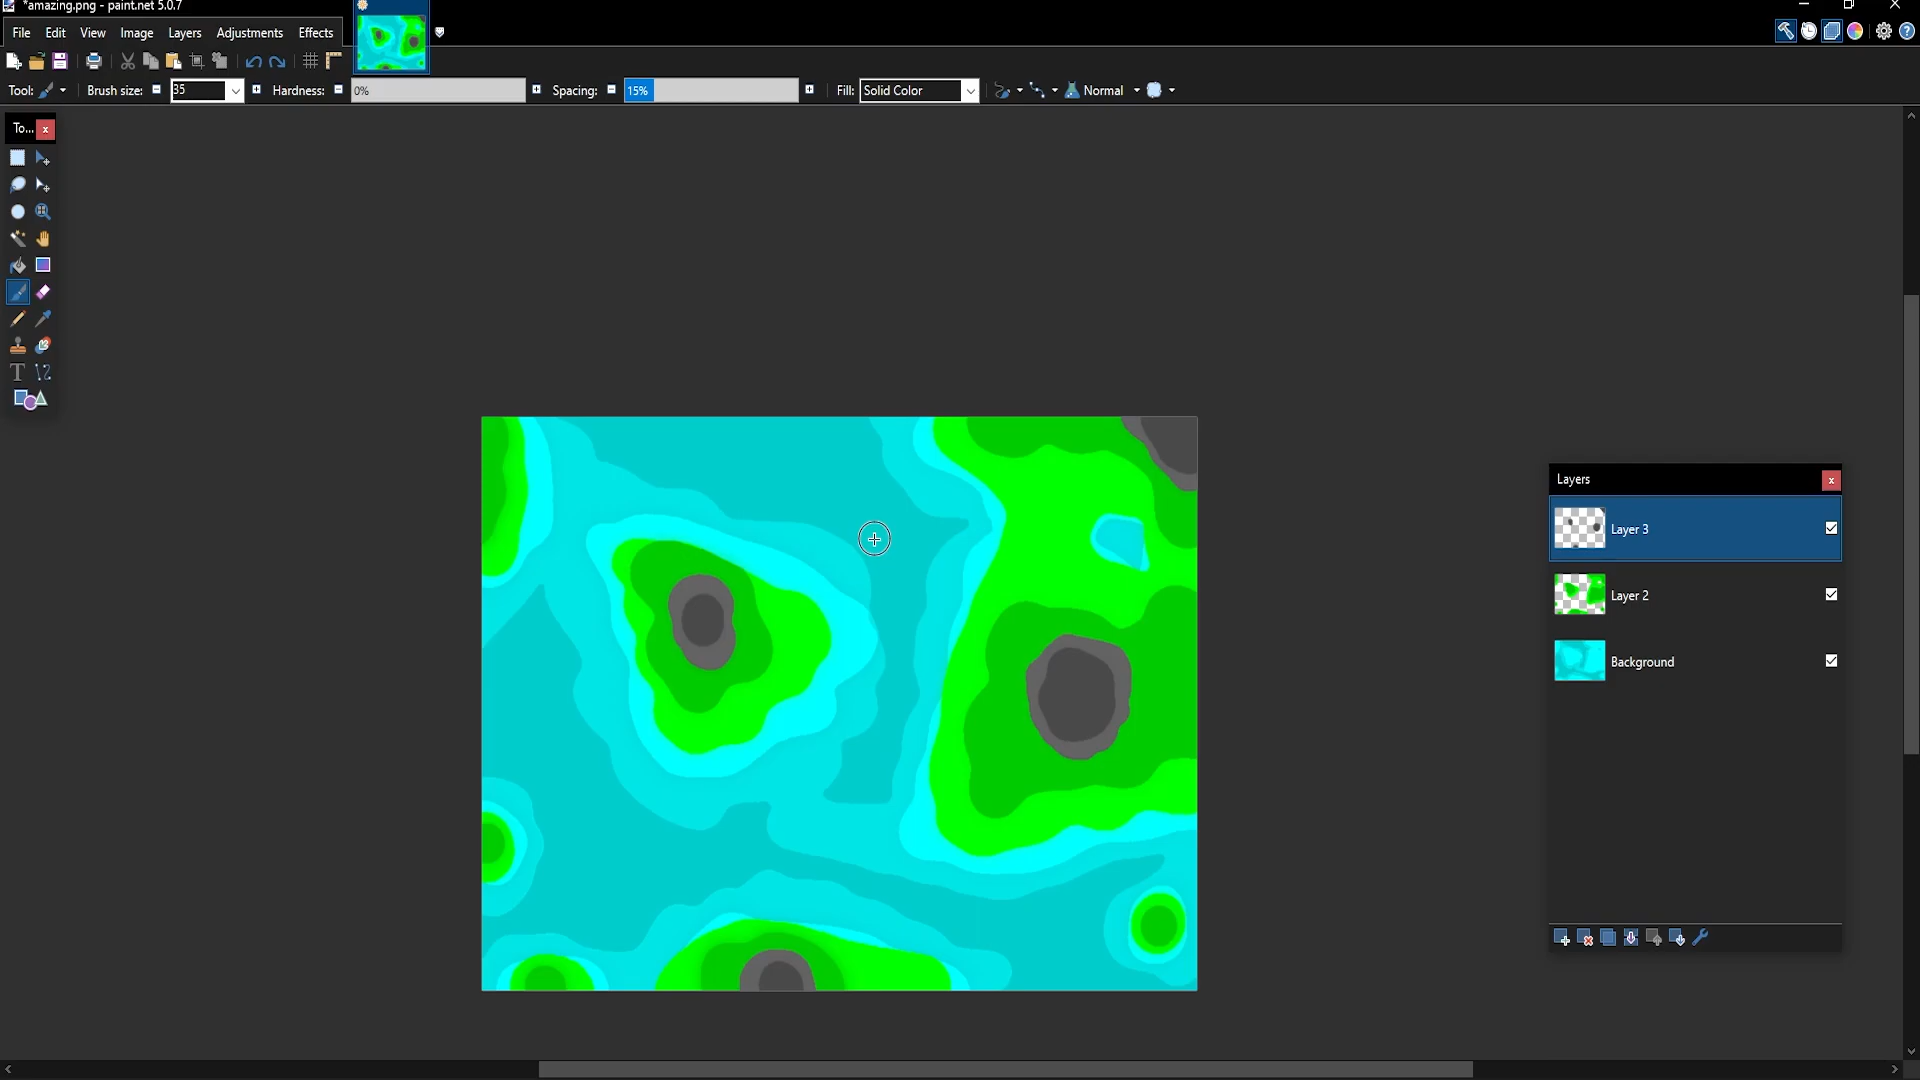 *amazing.png - paint.net 5.0.7
File Edit View Image Layers Adjustments Effects
Tool: Brush size: 35 Hardness: 0% Spacing: 15% Fill: Solid Color Normal
To...
Layers
Layer 3
Layer 2
Background